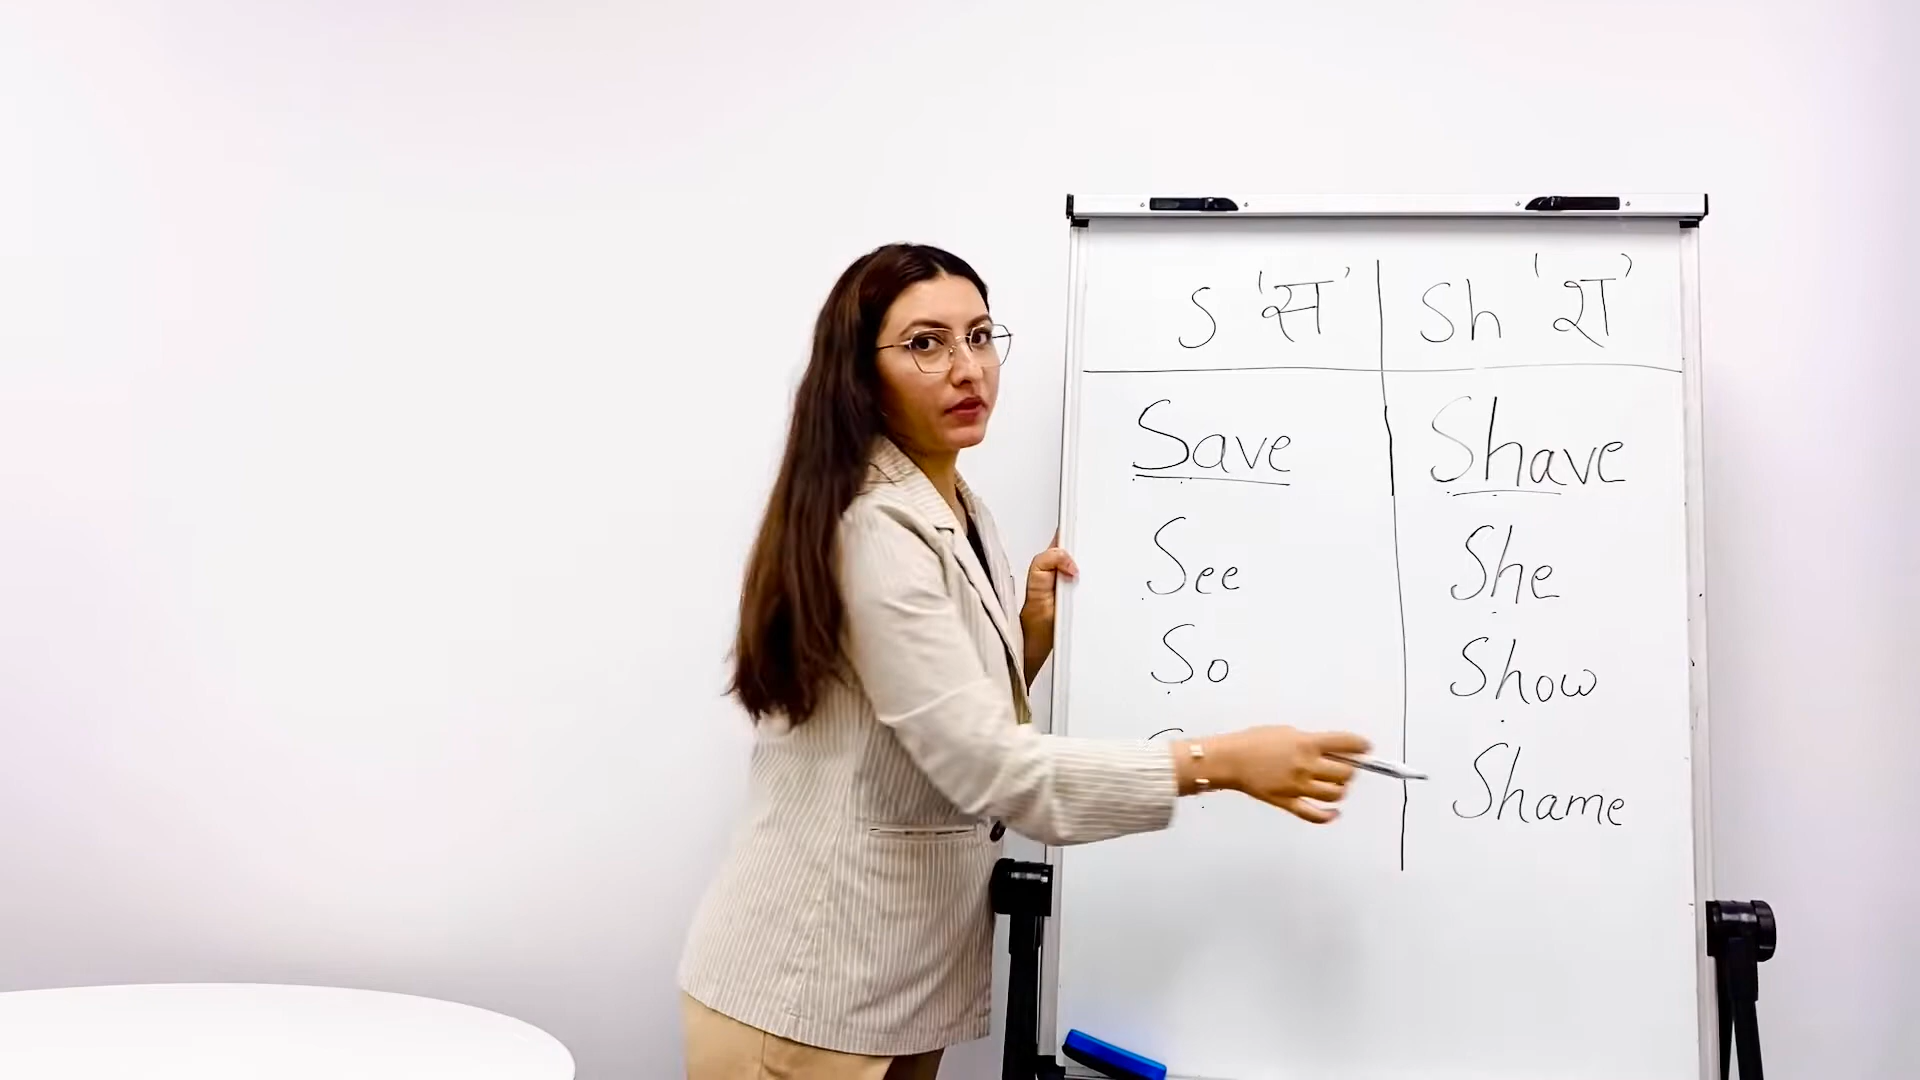 S 'स' Sh 'श'
Save Shave
See She
So Show
Shame